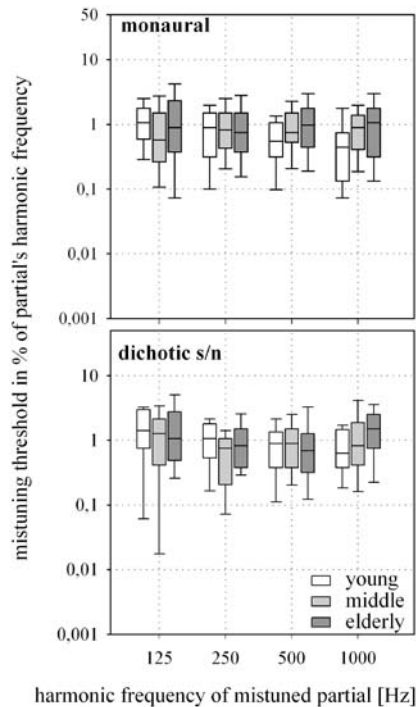 50
monaural
10
1
0,1
0,01
0,001
mistuning threshold in % of partial's harmonic frequency
dichotic s/n
10
1
0,1
0,01
0,001
young
middle
elderly
125 250 500 1000
harmonic frequency of mistuned partial [Hz]